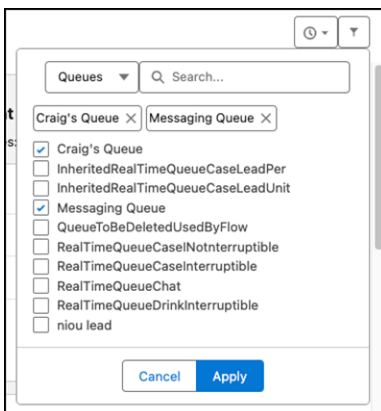 Queues
Search...
t
s:
Craig's Queue
Messaging Queue
Craig's Queue
InheritedRealTimeQueueCaseLeadPer
InheritedRealTimeQueueCaseLeadUnit
Messaging Queue
QueueToBeDeletedUsedByFlow
RealTimeQueueCaseINotnterruptible
RealTimeQueueCaseInterruptible
RealTimeQueueChat
RealTimeQueueDrinkInterruptible
niou lead
Cancel Apply